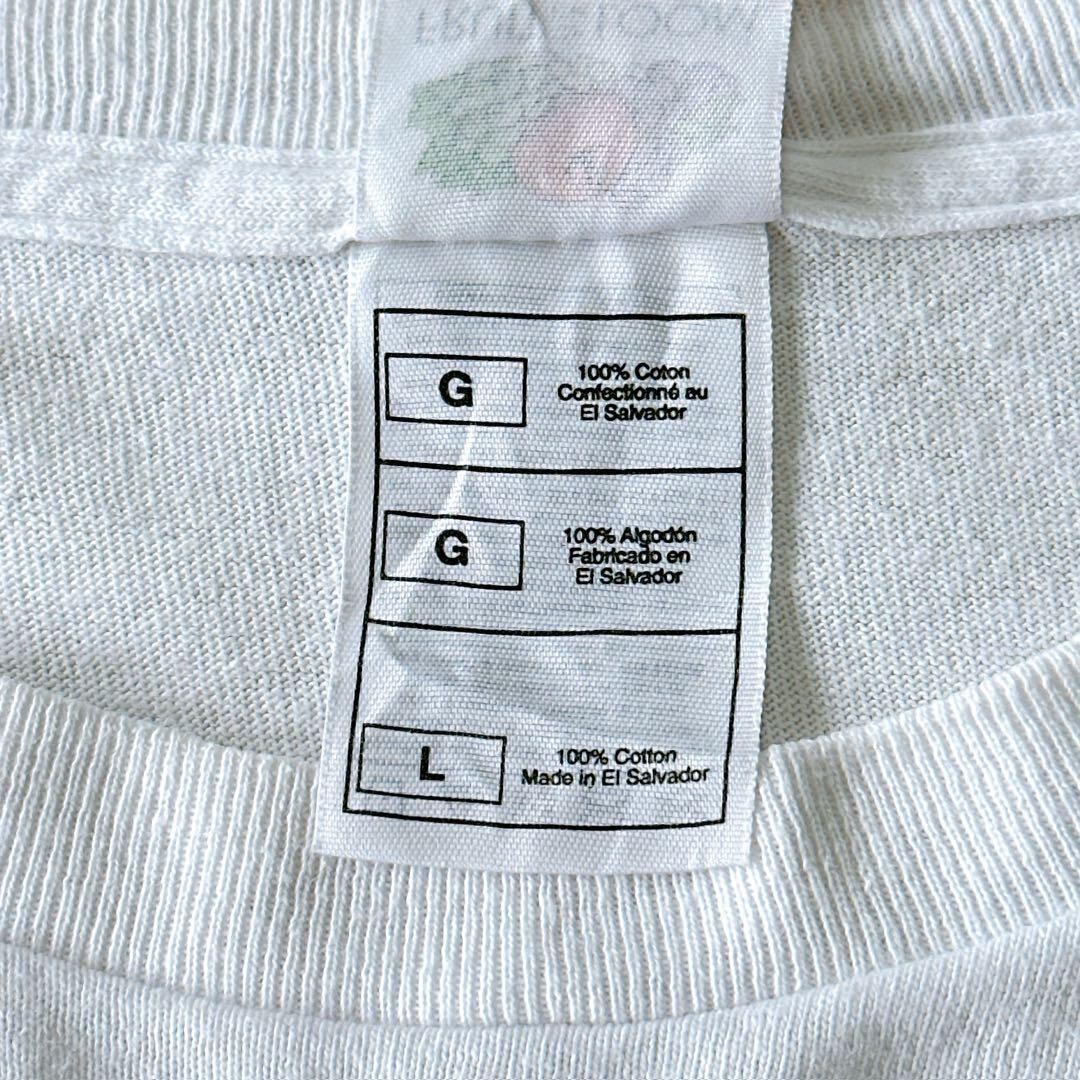 G
100% Coton
Confectionné au
El Salvador
G
100% Algodón
Fabricado en
El Salvador
L
100% Cotton
Made in El Salvador